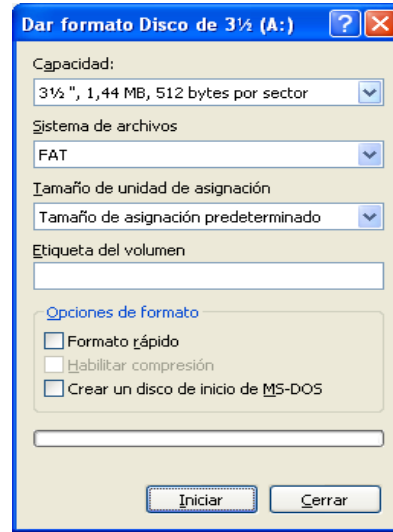 Dar formato Disco de 3½ (A:)
Capacidad:
3½ ", 1,44 MB, 512 bytes por sector
Sistema de archivos
FAT
Tamaño de unidad de asignación
Tamaño de asignación predeterminado
Etiqueta del volumen
Opciones de formato
Formato rápido
Habilitar compresión
Crear un disco de inicio de MS-DOS
Iniciar Cerrar